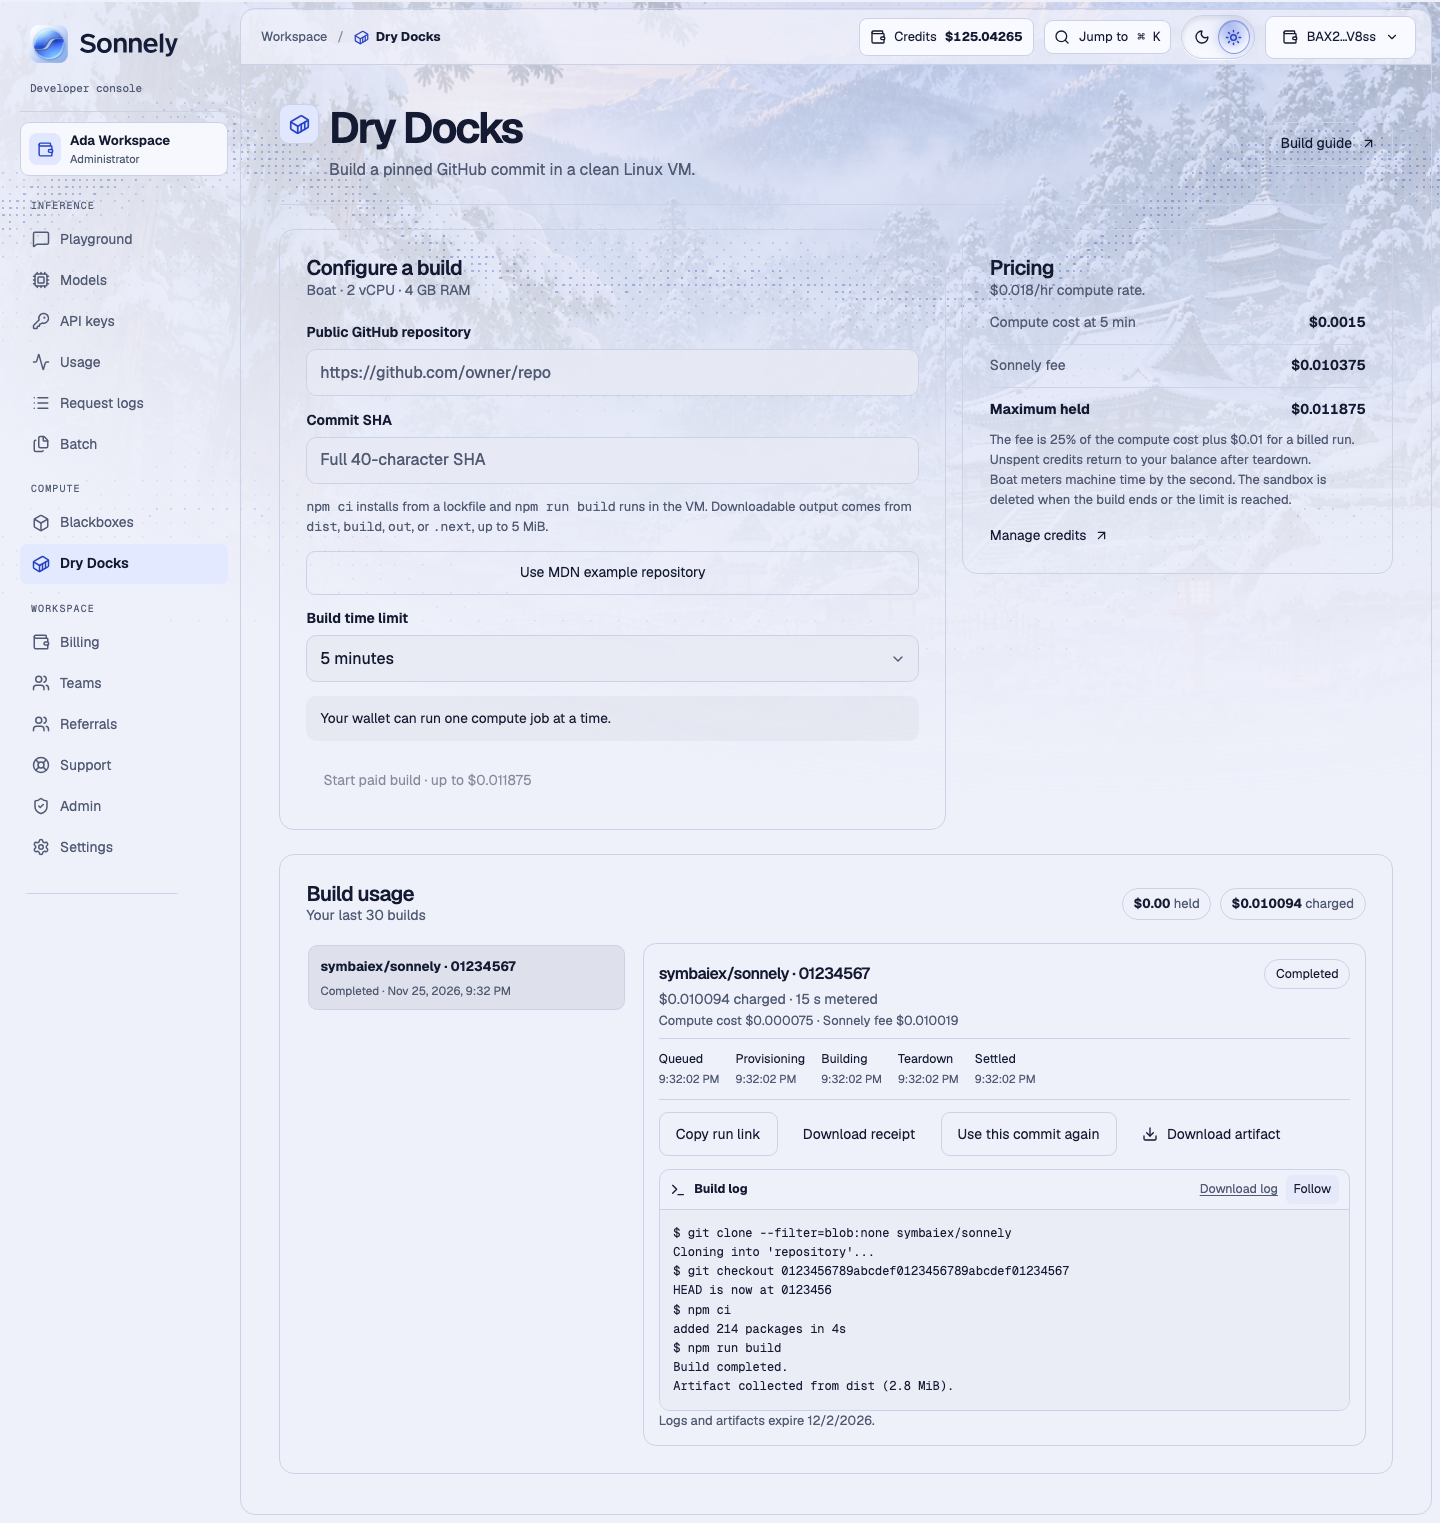 Sonnely
Developer console
Ada Workspace
Administrator
INFERENCE
Playground
Models
API keys
Usage
Request logs
Batch
COMPUTE
Blackboxes
Dry Docks
WORKSPACE
Billing
Teams
Referrals
Support
Admin
Settings
Workspace / Dry Docks
Credits $125.04265
Jump to ⌘ K
BAX2…V8ss
Dry Docks
Build a pinned GitHub commit in a clean Linux VM.
Build guide
Configure a build
Boat · 2 vCPU · 4 GB RAM
Public GitHub repository
https://github.com/owner/repo
Commit SHA
Full 40-character SHA
npm ci installs from a lockfile and npm run build runs in the VM. Downloadable output comes from
dist, build, out, or .next, up to 5 MiB.
Use MDN example repository
Build time limit
5 minutes
Your wallet can run one compute job at a time.
Start paid build · up to $0.011875
Pricing
$0.018/hr compute rate.
Compute cost at 5 min $0.0015
Sonnely fee $0.010375
Maximum held $0.011875
The fee is 25% of the compute cost plus $0.01 for a billed run.
Unspent credits return to your balance after teardown.
Boat meters machine time by the second. The sandbox is
deleted when the build ends or the limit is reached.
Manage credits
Build usage
Your last 30 builds
$0.00 held
$0.010094 charged
symbaiex/sonnely · 01234567
Completed · Nov 25, 2026, 9:32 PM
symbaiex/sonnely · 01234567
Completed
$0.010094 charged · 15 s metered
Compute cost $0.000075 · Sonnely fee $0.010019
Queued Provisioning Building Teardown Settled
9:32:02 PM 9:32:02 PM 9:32:02 PM 9:32:02 PM 9:32:02 PM
Copy run link
Download receipt
Use this commit again
Download artifact
Build log
Download log
Follow
$ git clone --filter=blob:none symbaiex/sonnely
Cloning into 'repository'...
$ git checkout 0123456789abcdef0123456789abcdef01234567
HEAD is now at 0123456
$ npm ci
added 214 packages in 4s
$ npm run build
Build completed.
Artifact collected from dist (2.8 MiB).
Logs and artifacts expire 12/2/2026.